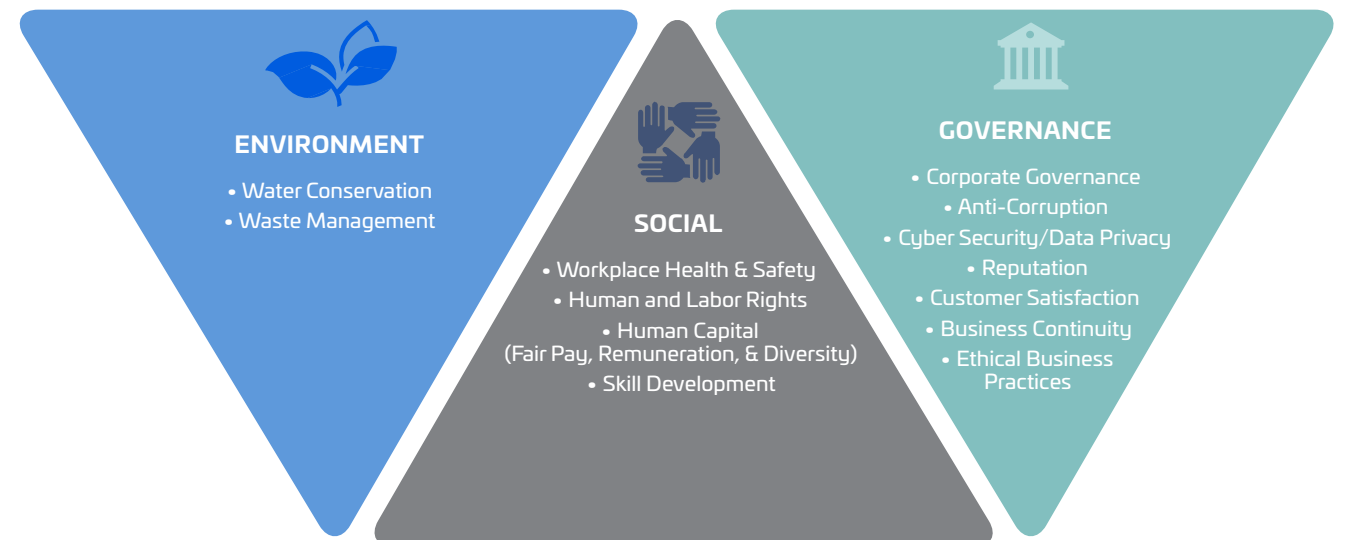 ENVIRONMENT
• Water Conservation
• Waste Management
SOCIAL
• Workplace Health & Safety
• Human and Labor Rights
• Human Capital
(Fair Pay, Remuneration, & Diversity)
• Skill Development
GOVERNANCE
• Corporate Governance
• Anti-Corruption
• Cyber Security/Data Privacy
• Reputation
• Customer Satisfaction
• Business Continuity
• Ethical Business
Practices